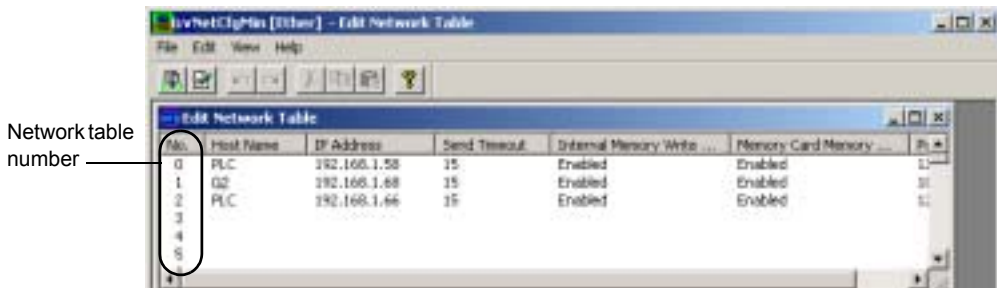 [Ether] - Edit Network Table
File Edit View Help
Network table
number
Edit Network Table
No. Host Name IP Address Send Timeout Internal Memory Write ... Memory Card Memory ...
0 PLC 192.168.1.58 15 Enabled Enabled
1 G2 192.168.1.68 15 Enabled Enabled
2 PLC 192.168.1.66 15 Enabled Enabled
3
4
5